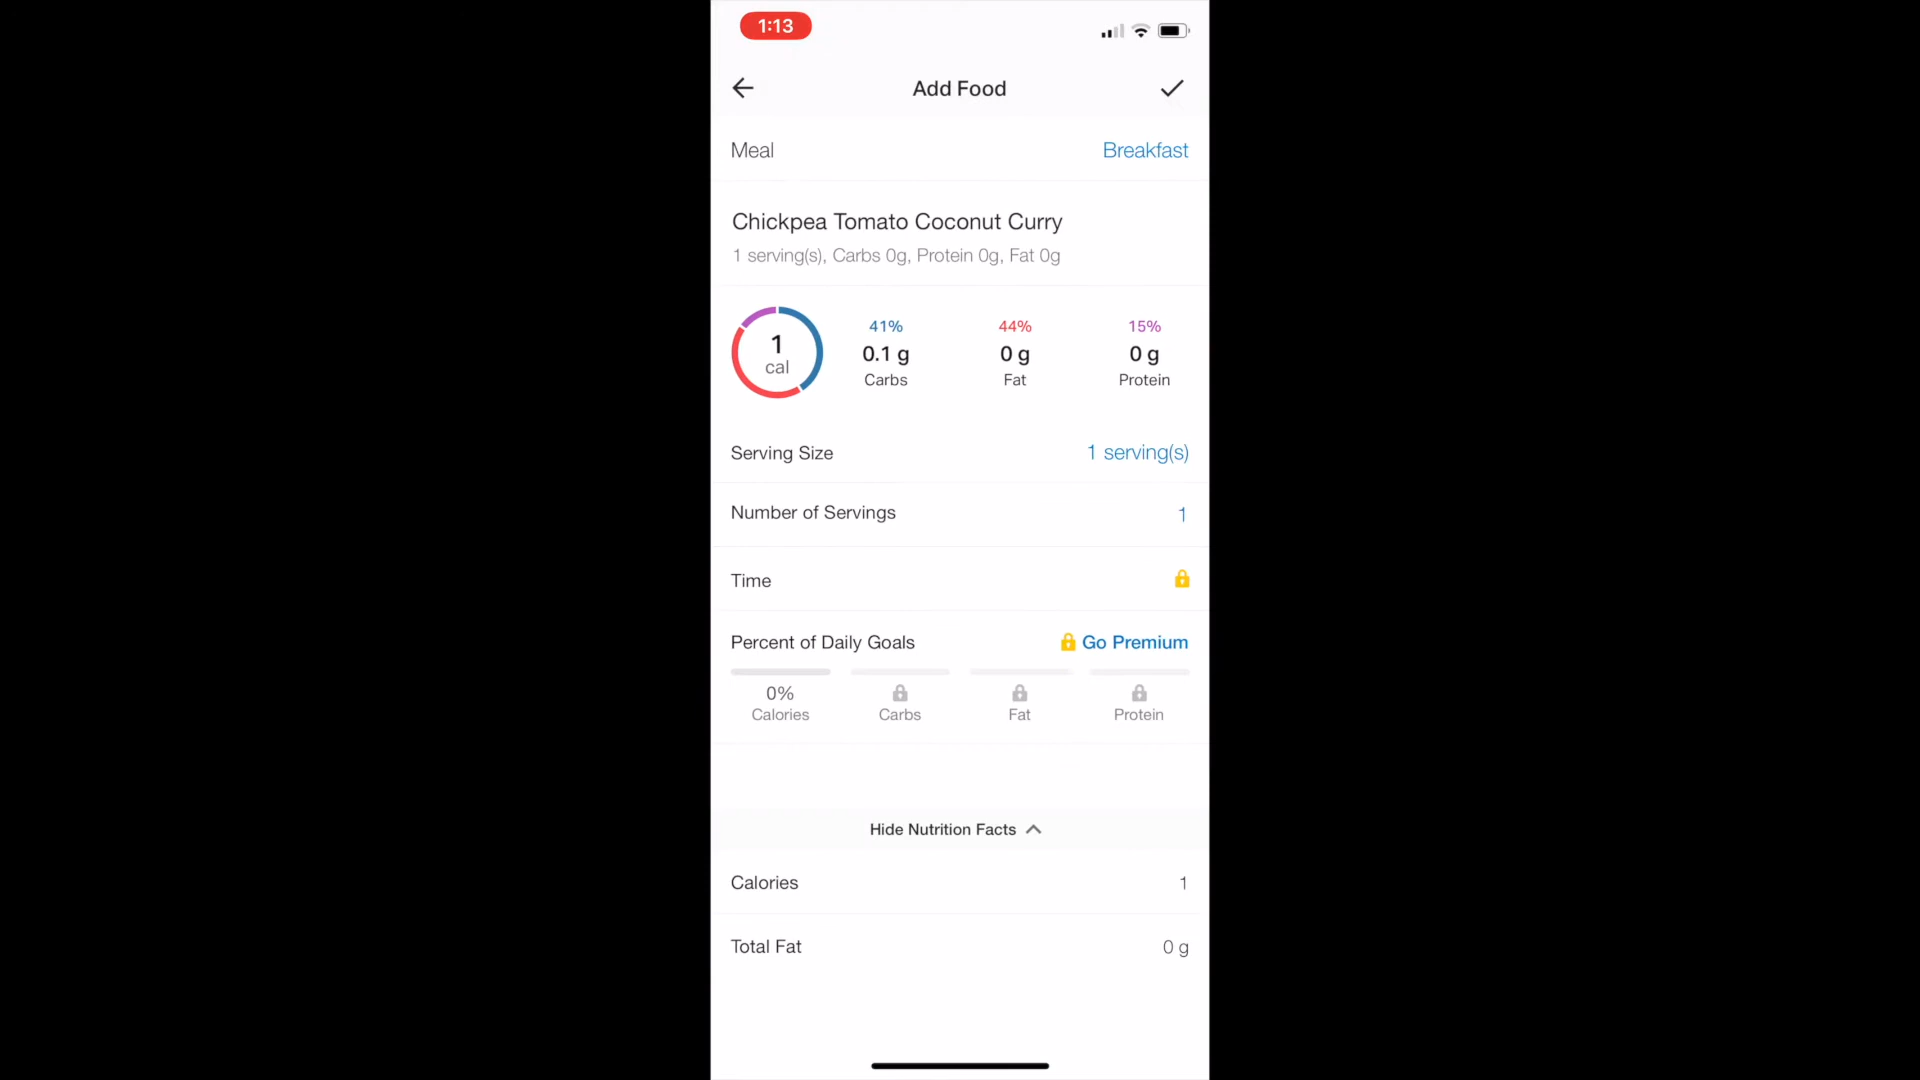 1:13
Add Food
Meal Breakfast
Chickpea Tomato Coconut Curry
1 serving(s), Carbs 0g, Protein 0g, Fat 0g
1 cal
41% 44% 15%
0.1 g 0 g 0 g
Carbs Fat Protein
Serving Size 1 serving(s)
Number of Servings 1
Time
Percent of Daily Goals Go Premium
0%
Calories Carbs Fat Protein
Hide Nutrition Facts
Calories 1
Total Fat 0 g